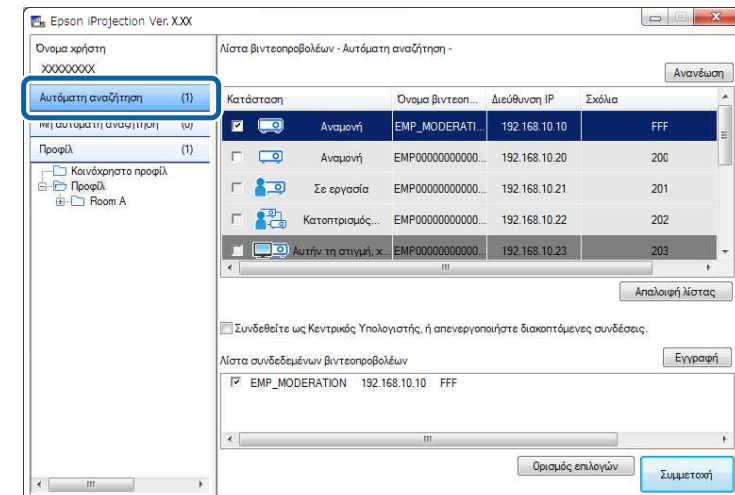 Epson iProjection Ver. X.XX
Όνομα χρήστη
XXXXXXXX
Αυτόματη αναζήτηση (1)
Μη αυτόματη αναζήτηση (0)
Προφίλ (1)
Κοινόχρηστο προφίλ
Προφίλ
Room A
Λίστα βιντεοπροβολέων - Αυτόματη αναζήτηση -
Ανανέωση
Κατάσταση Όνομα βιντεοπ... Διεύθυνση IP Σχόλια
Αναμονή EMP_MODERATI... 192.168.10.10 FFF
Αναμονή EMP00000000000... 192.168.10.20 200
Σε εργασία EMP00000000000... 192.168.10.21 201
Κατοπτρισμός... EMP00000000000... 192.168.10.22 202
Αυτήν τη στιγμή, χ... EMP00000000000... 192.168.10.23 203
Απαλοιφή λίστας
Συνδεθείτε ως Κεντρικός Υπολογιστής, ή απενεργοποιήστε διακοπτόμενες συνδέσεις.
Λίστα συνδεδεμένων βιντεοπροβολέων
Εγγραφή
EMP_MODERATION 192.168.10.10 FFF
Ορισμός επιλογών
Συμμετοχή